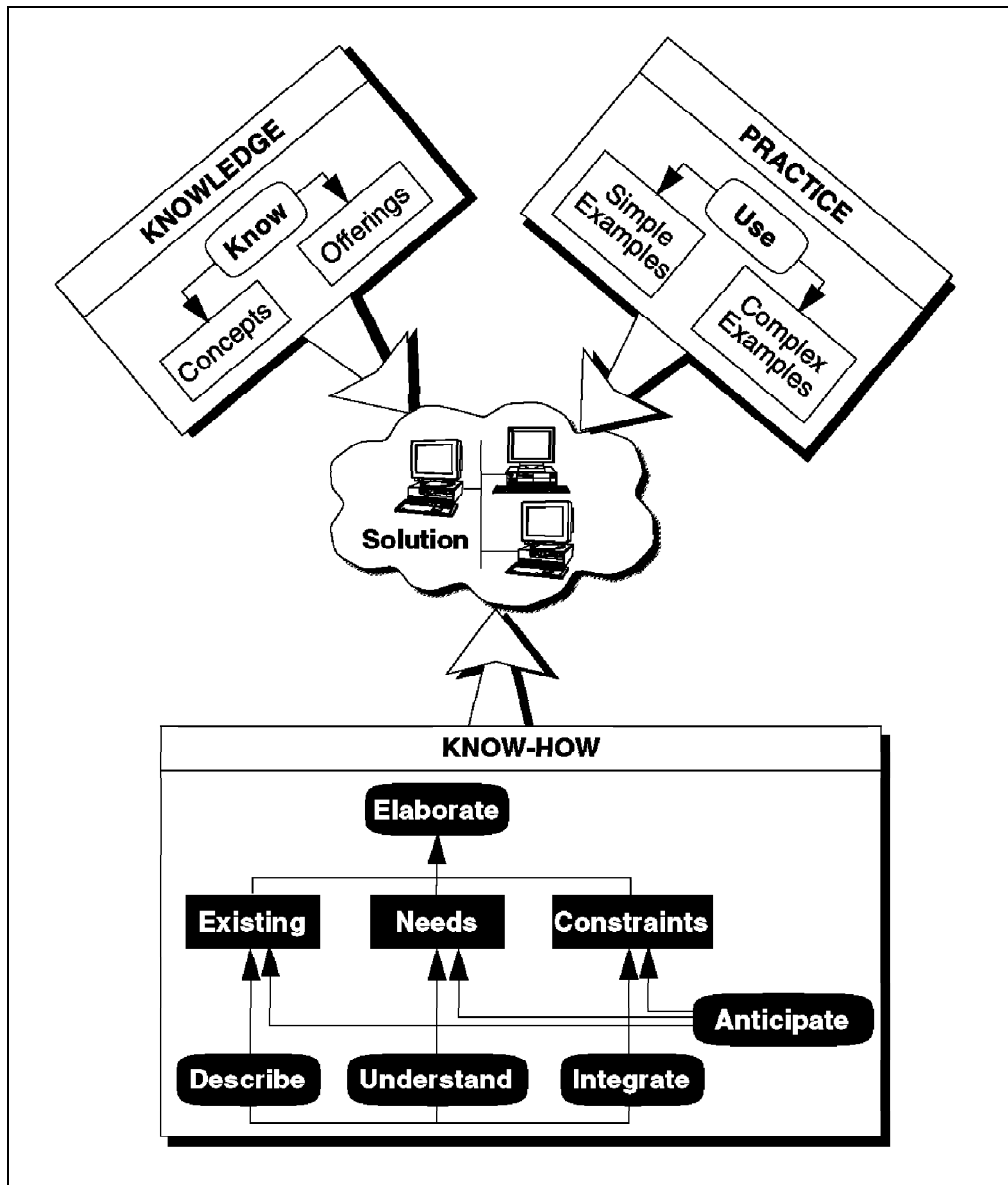 KNOWLEDGE
Know
Offerings
Concepts
PRACTICE
Simple
Examples
Use
Complex
Examples
Solution
KNOW-HOW
Elaborate
Existing
Needs
Constraints
Anticipate
Describe
Understand
Integrate